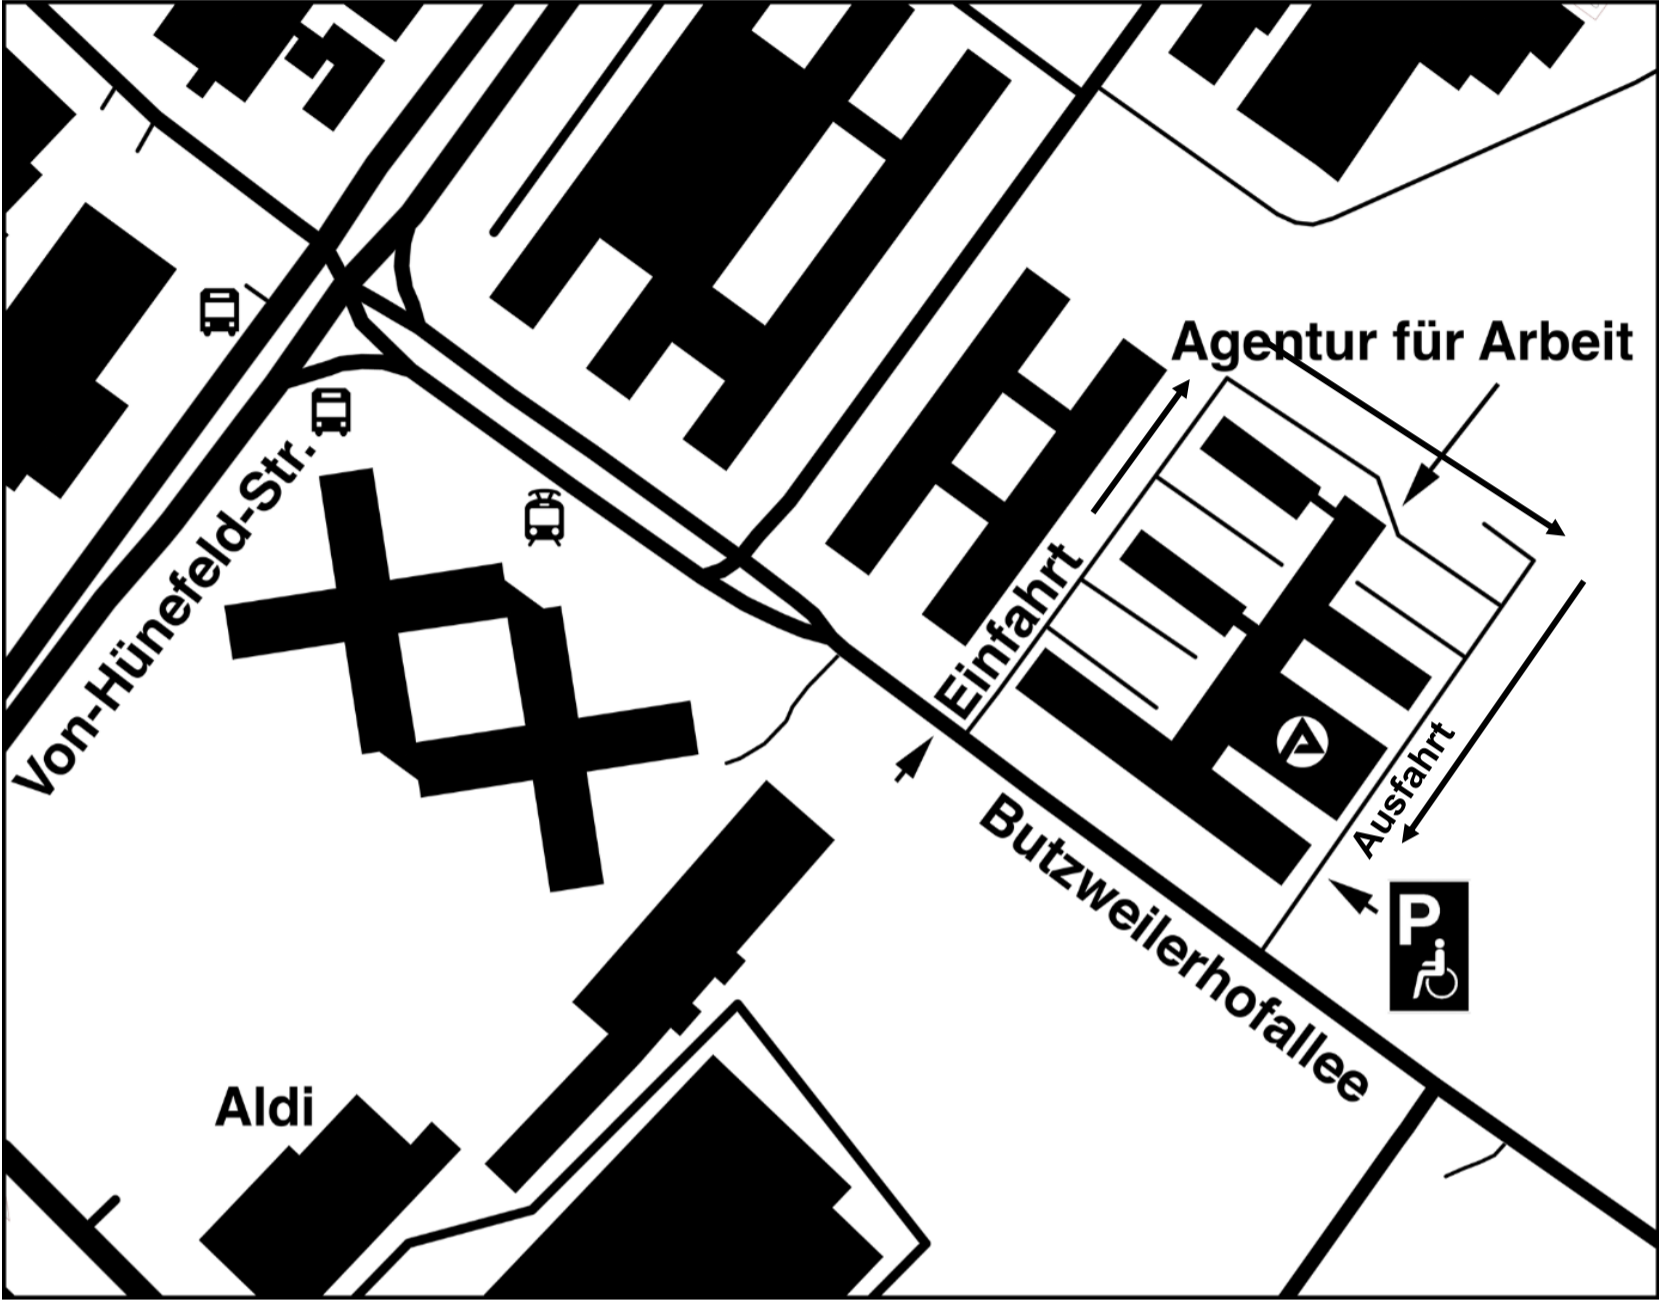 Agentur für Arbeit
Von-Hünefeld-Str.
Einfahrt
Ausfahrt
Butzweilerhofallee
P
Aldi